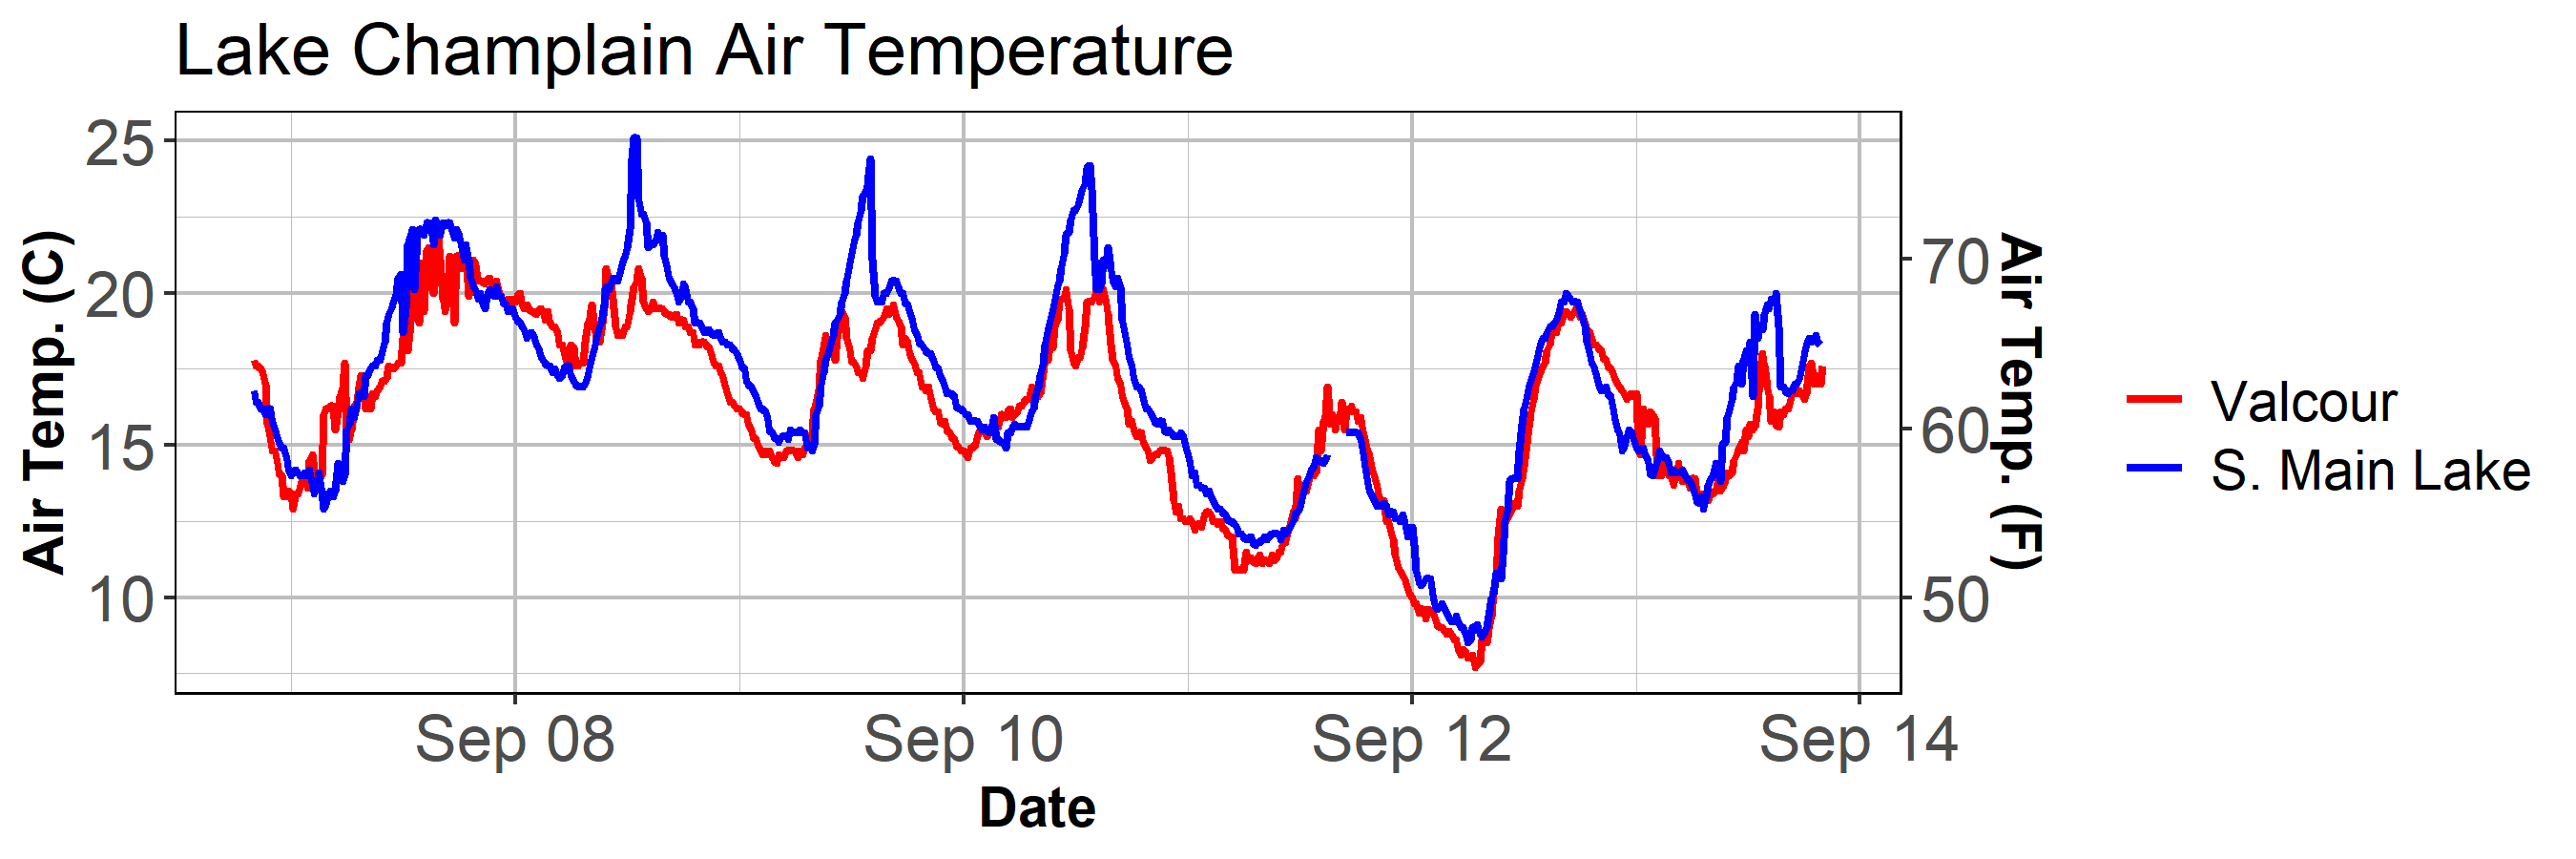 Lake Champlain Air Temperature
Air Temp. (C)
25
20
15
10
70
60
50
Air Temp. (F)
Sep 08
Sep 10
Sep 12
Sep 14
Date
Valcour
S. Main Lake